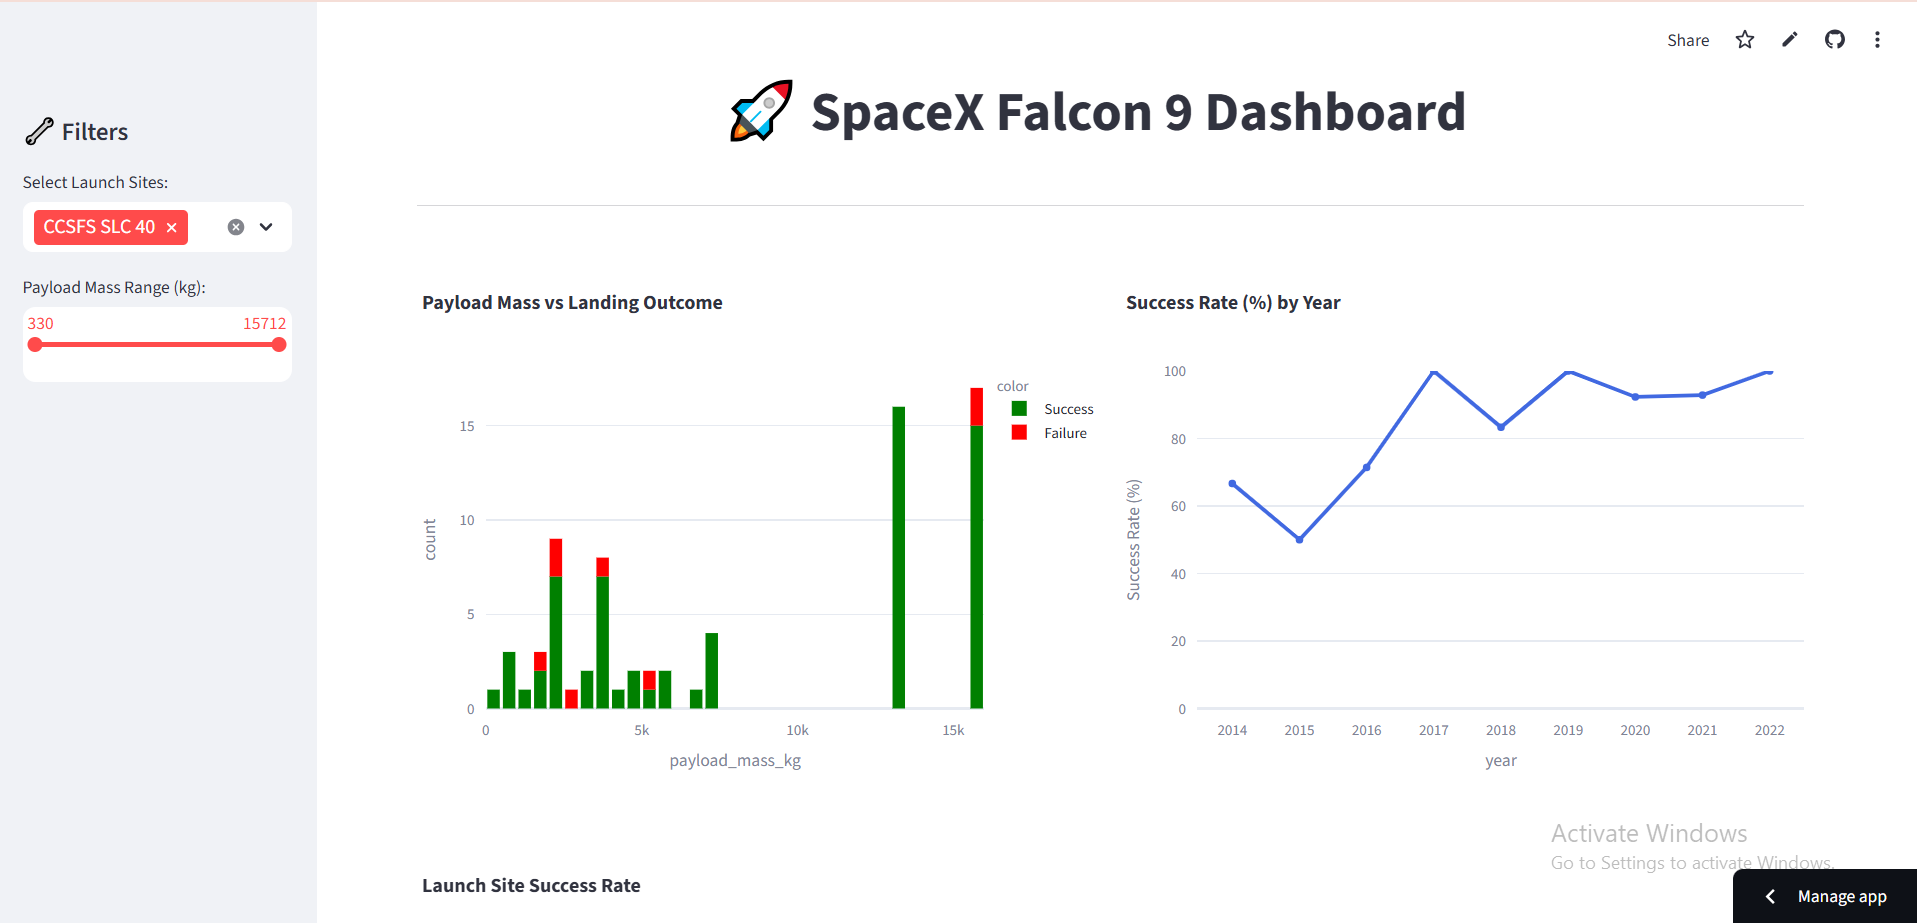 Share
Filters
Select Launch Sites:
CCSFS SLC 40
Payload Mass Range (kg):
330 15712
SpaceX Falcon 9 Dashboard
Payload Mass vs Landing Outcome
color
Success
Failure
15
10
5
0
count
0 5k 10k 15k
payload_mass_kg
Success Rate (%) by Year
100
80
60
40
20
0
Success Rate (%)
2014 2015 2016 2017 2018 2019 2020 2021 2022
year
Launch Site Success Rate
Activate Windows
Go to Settings to activate Windows.
Manage app